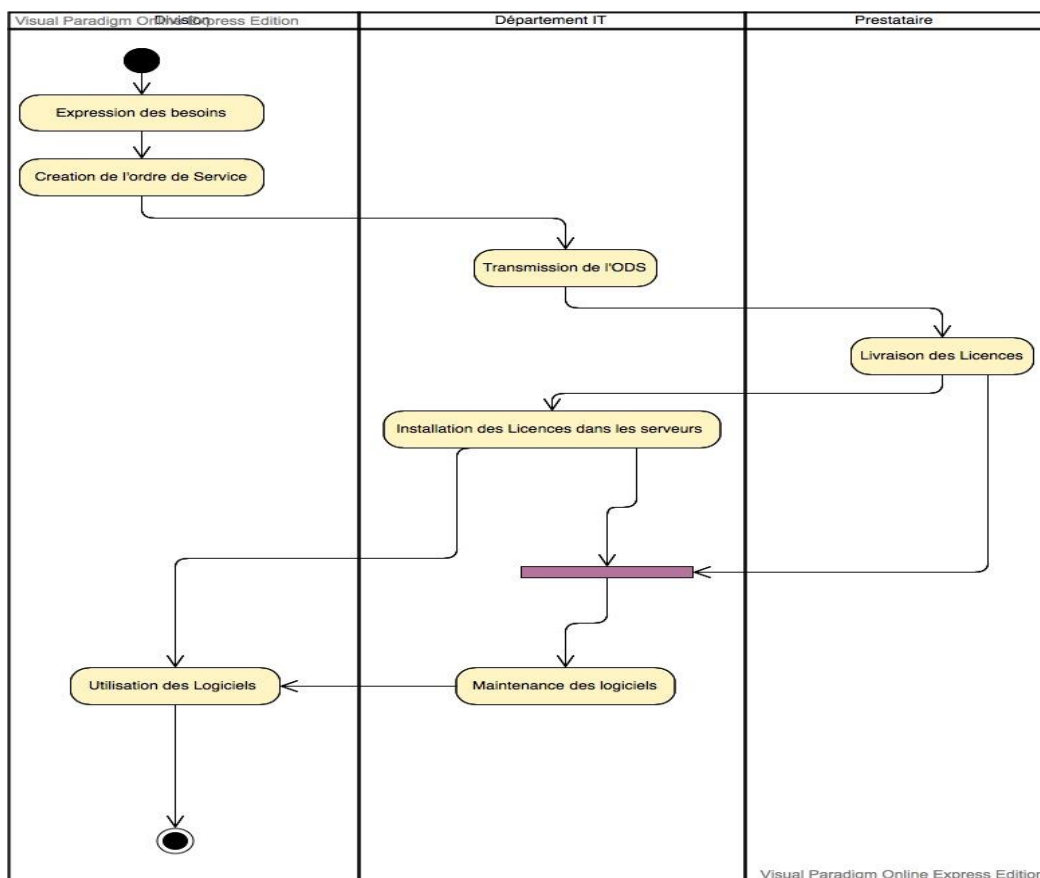 Visual Paradigm Online Express Edition
Division
Département IT
Prestataire
Expression des besoins
Creation de l'ordre de Service
Transmission de l'ODS
Livraison des Licences
Installation des Licences dans les serveurs
Utilisation des Logiciels
Maintenance des logiciels
Visual Paradigm Online Express Edition